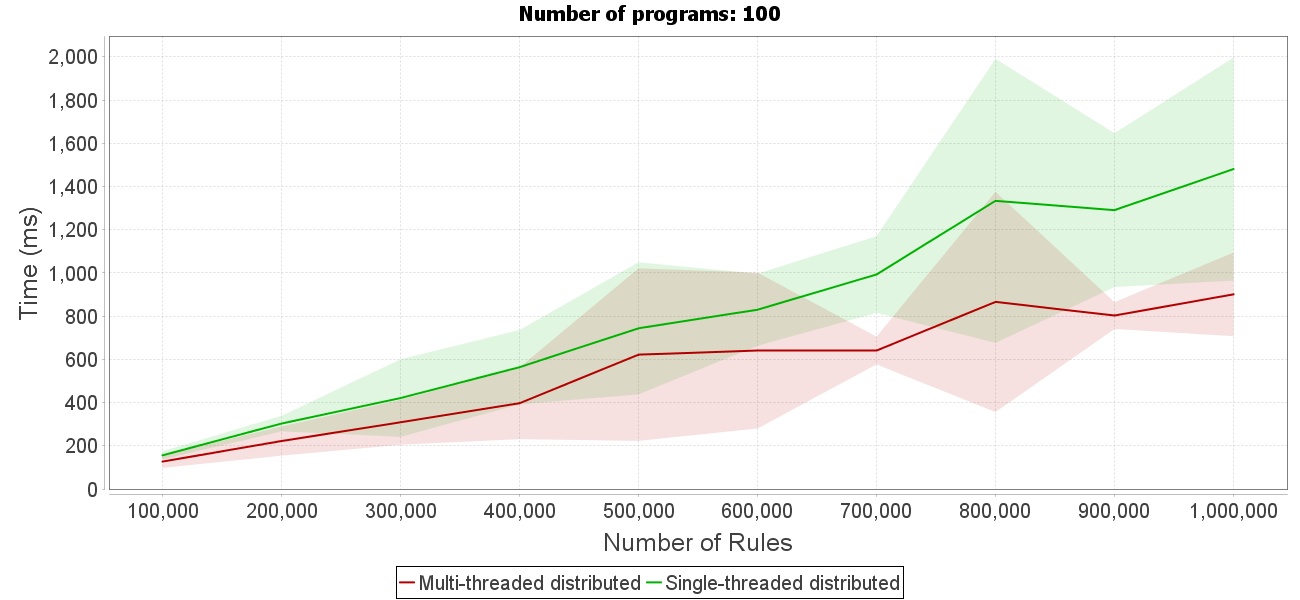 Number of programs: 100
2,000
1,800
1,600
1,400
1,200
1,000
800
600
400
200
0
Time (ms)
100,000 200,000 300,000 400,000 500,000 600,000 700,000 800,000 900,000 1,000,000
Number of Rules
Multi-threaded distributed Single-threaded distributed